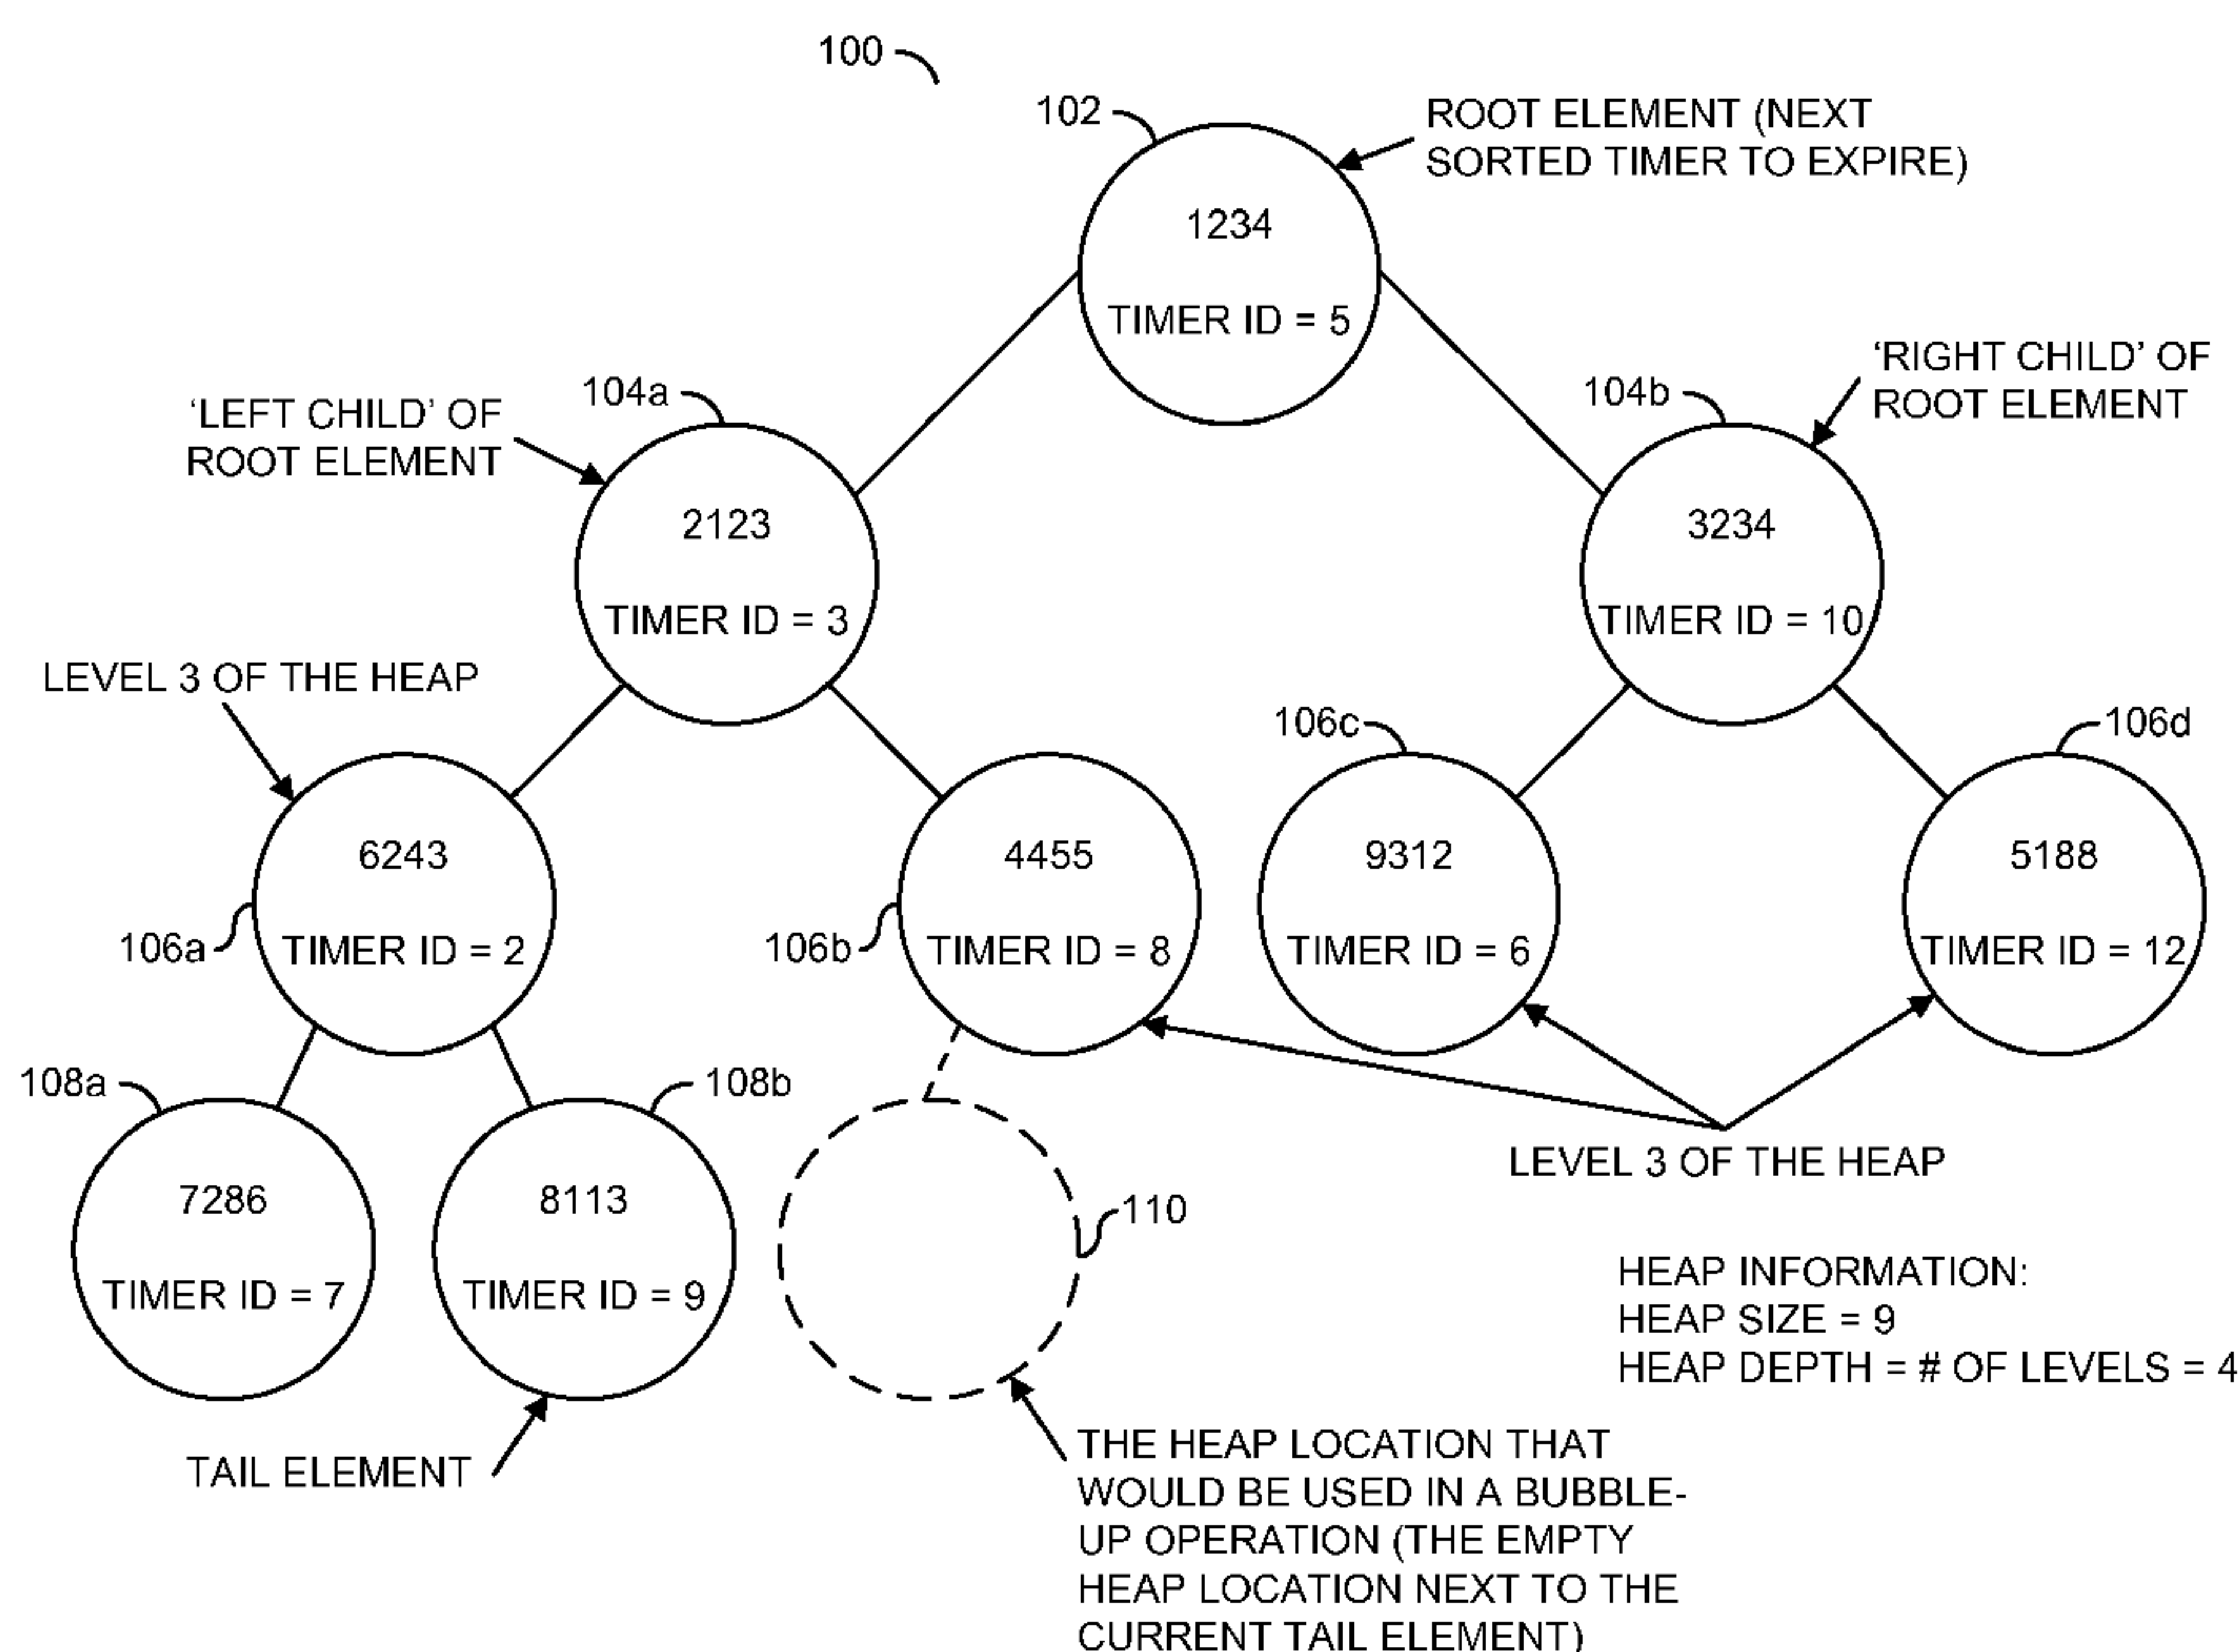 100
102
ROOT ELEMENT (NEXT
SORTED TIMER TO EXPIRE)
1234
TIMER ID = 5
'LEFT CHILD' OF
ROOT ELEMENT
104a
2123
TIMER ID = 3
104b
'RIGHT CHILD' OF
ROOT ELEMENT
3234
TIMER ID = 10
LEVEL 3 OF THE HEAP
106a
6243
TIMER ID = 2
106b
4455
TIMER ID = 8
106c
9312
TIMER ID = 6
106d
5188
TIMER ID = 12
108a
7286
TIMER ID = 7
108b
8113
TIMER ID = 9
TAIL ELEMENT
110
THE HEAP LOCATION THAT
WOULD BE USED IN A BUBBLE-
UP OPERATION (THE EMPTY
HEAP LOCATION NEXT TO THE
CURRENT TAIL ELEMENT)
LEVEL 3 OF THE HEAP
HEAP INFORMATION:
HEAP SIZE = 9
HEAP DEPTH = # OF LEVELS = 4